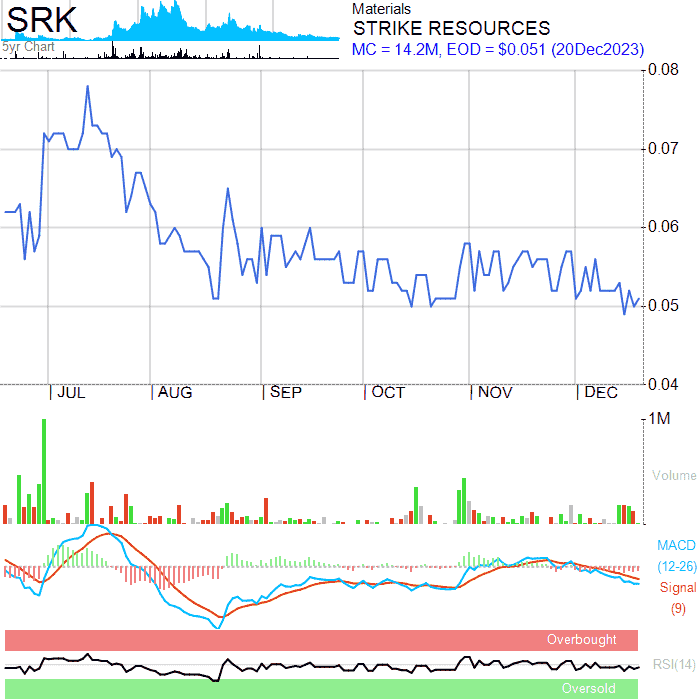 SRK
5yr Chart
Materials
STRIKE RESOURCES
MC = 14.2M, EOD = $0.051 (20Dec2023)
0.08
0.07
0.06
0.05
0.04
JUL AUG SEP OCT NOV DEC
1M
Volume
MACD
(12-26)
Signal
(9)
Overbought
RSI(14)
Oversold